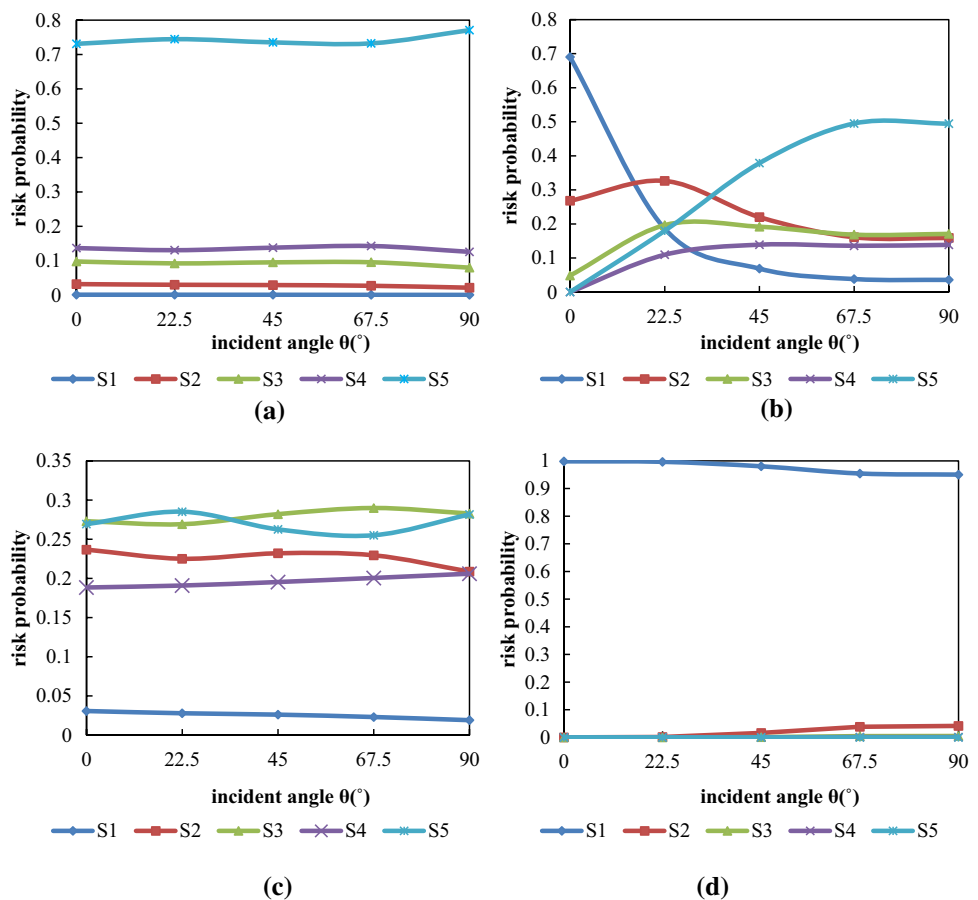 0.8
0.7
0.6
0.5
0.4
0.3
0.2
0.1
0
risk probability
0 22.5 45 67.5 90
incident angle θ(°)
S1 S2 S3 S4 S5
(a)
0.8
0.7
0.6
0.5
0.4
0.3
0.2
0.1
0
risk probability
0 22.5 45 67.5 90
incident angle θ(°)
S1 S2 S3 S4 S5
(b)
0.35
0.3
0.25
0.2
0.15
0.1
0.05
0
risk probability
0 22.5 45 67.5 90
incident angle θ(°)
S1 S2 S3 S4 S5
(c)
1
0.9
0.8
0.7
0.6
0.5
0.4
0.3
0.2
0.1
0
risk probability
0 22.5 45 67.5 90
incident angle θ(°)
S1 S2 S3 S4 S5
(d)